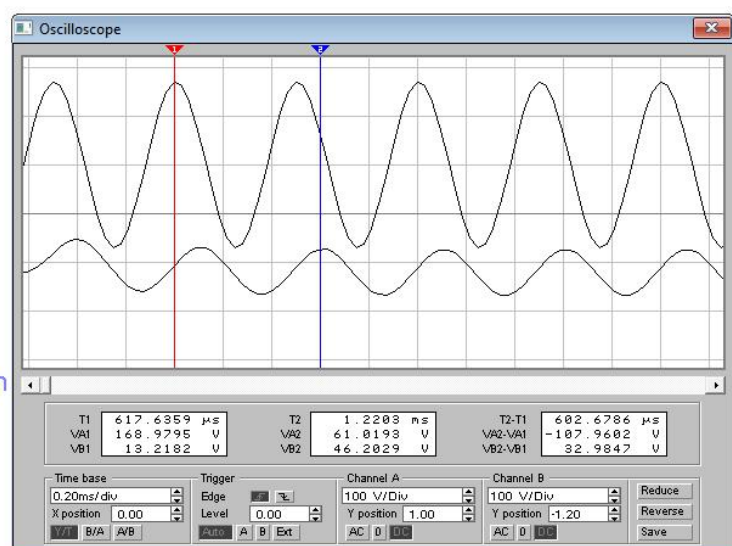 Oscilloscope
1
2
n
T1 617.6359 µs
VA1 168.9795 V
VB1 13.2182 V
T2 1.2203 ms
VA2 61.0193 V
VB2 46.2029 V
T2-T1 602.6786 µs
VA2-VA1 -107.9602 V
VB2-VB1 32.9847 V
Time base
0.20ms/div
X position 0.00
Y/T B/A A/B
Trigger
Edge
Level 0.00
Auto A B Ext
Channel A
100 V/Div
Y position 1.00
AC 0 DC
Channel B
100 V/Div
Y position -1.20
AC 0 DC
Reduce
Reverse
Save